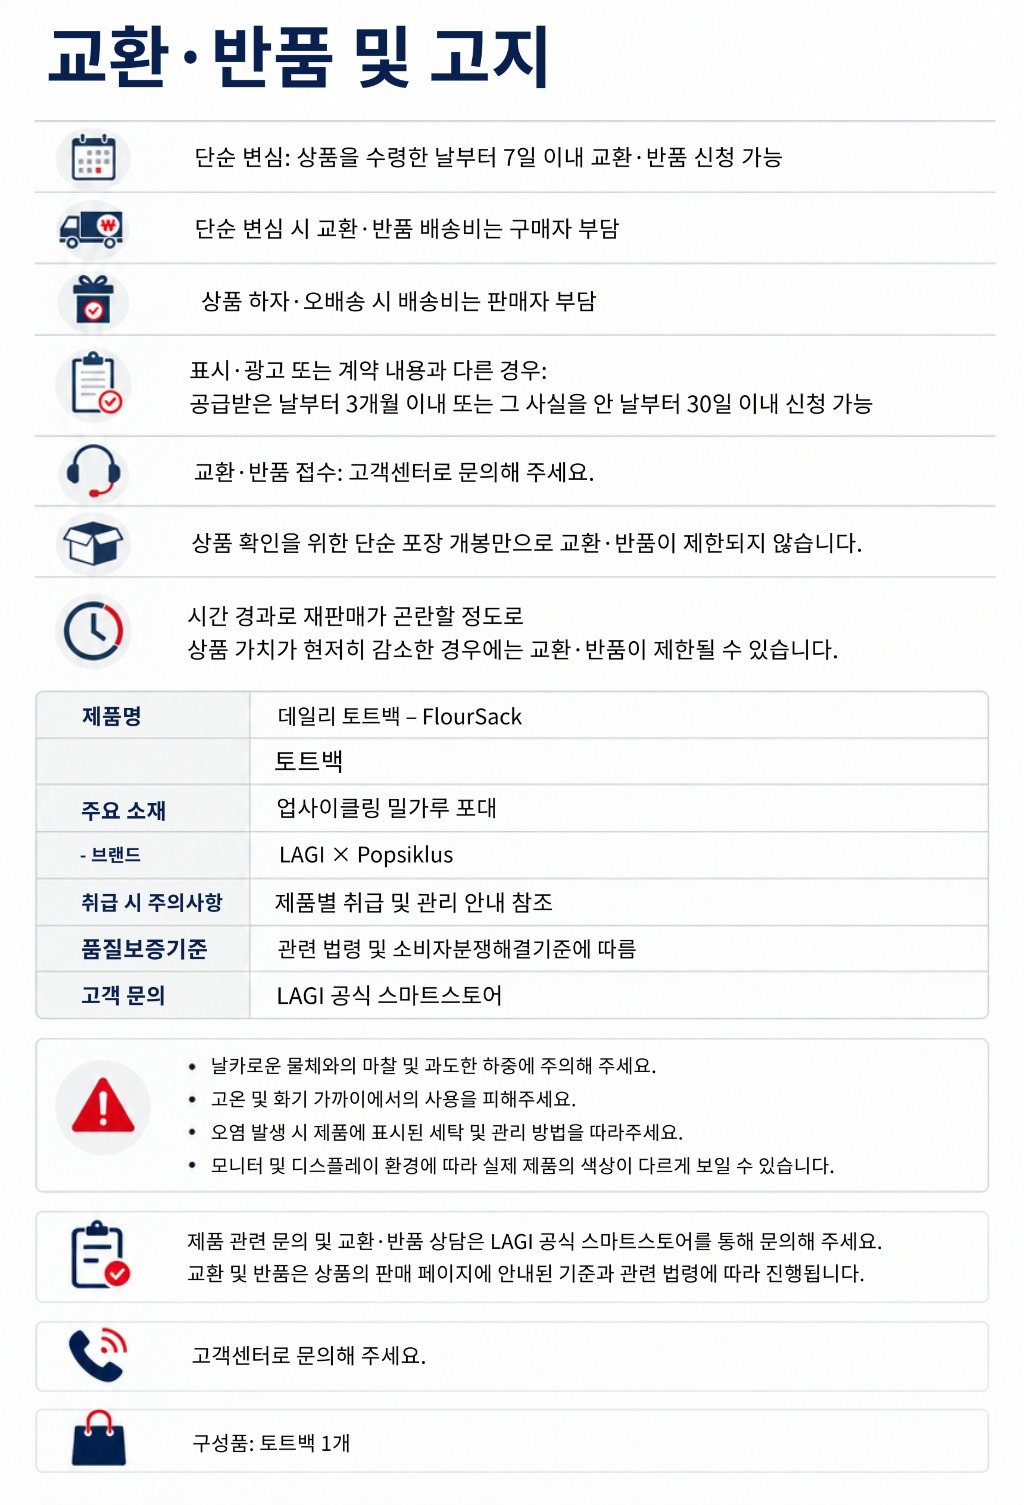 교환·반품 및 고지
단순 변심: 상품을 수령한 날부터 7일 이내 교환·반품 신청 가능
단순 변심 시 교환·반품 배송비는 구매자 부담
상품 하자·오배송 시 배송비는 판매자 부담
표시·광고 또는 계약 내용과 다른 경우:
공급받은 날부터 3개월 이내 또는 그 사실을 안 날부터 30일 이내 신청 가능
교환·반품 접수: 고객센터로 문의해 주세요.
상품 확인을 위한 단순 포장 개봉만으로 교환·반품이 제한되지 않습니다.
시간 경과로 재판매가 곤란할 정도로
상품 가치가 현저히 감소한 경우에는 교환·반품이 제한될 수 있습니다.
제품명 데일리 토트백 – FlourSack
토트백
주요 소재 업사이클링 밀가루 포대
- 브랜드 LAGI × Popsiklus
취급 시 주의사항 제품별 취급 및 관리 안내 참조
품질보증기준 관련 법령 및 소비자분쟁해결기준에 따름
고객 문의 LAGI 공식 스마트스토어
• 날카로운 물체와의 마찰 및 과도한 하중에 주의해 주세요.
• 고온 및 화기 가까이에서의 사용을 피해주세요.
• 오염 발생 시 제품에 표시된 세탁 및 관리 방법을 따라주세요.
• 모니터 및 디스플레이 환경에 따라 실제 제품의 색상이 다르게 보일 수 있습니다.
제품 관련 문의 및 교환·반품 상담은 LAGI 공식 스마트스토어를 통해 문의해 주세요.
교환 및 반품은 상품의 판매 페이지에 안내된 기준과 관련 법령에 따라 진행됩니다.
고객센터로 문의해 주세요.
구성품: 토트백 1개